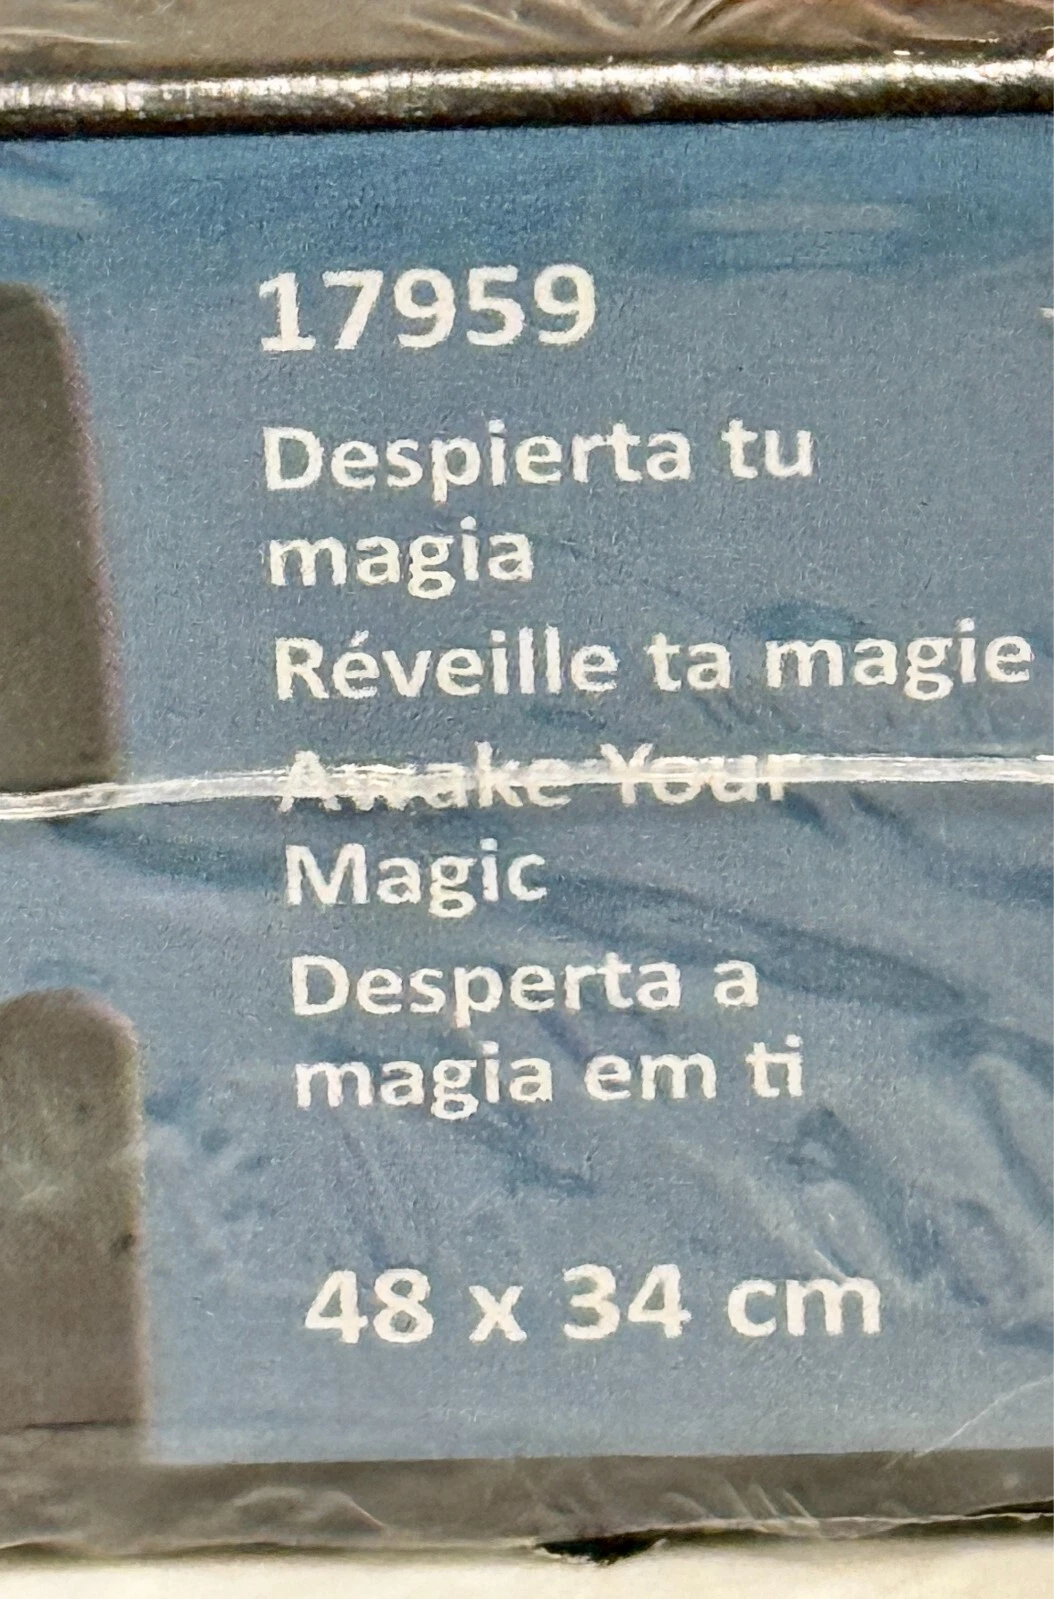 17959
Despierta tu
magia
Réveille ta magie
Awake Your
Magic
Desperta a
magia em ti
48 x 34 cm